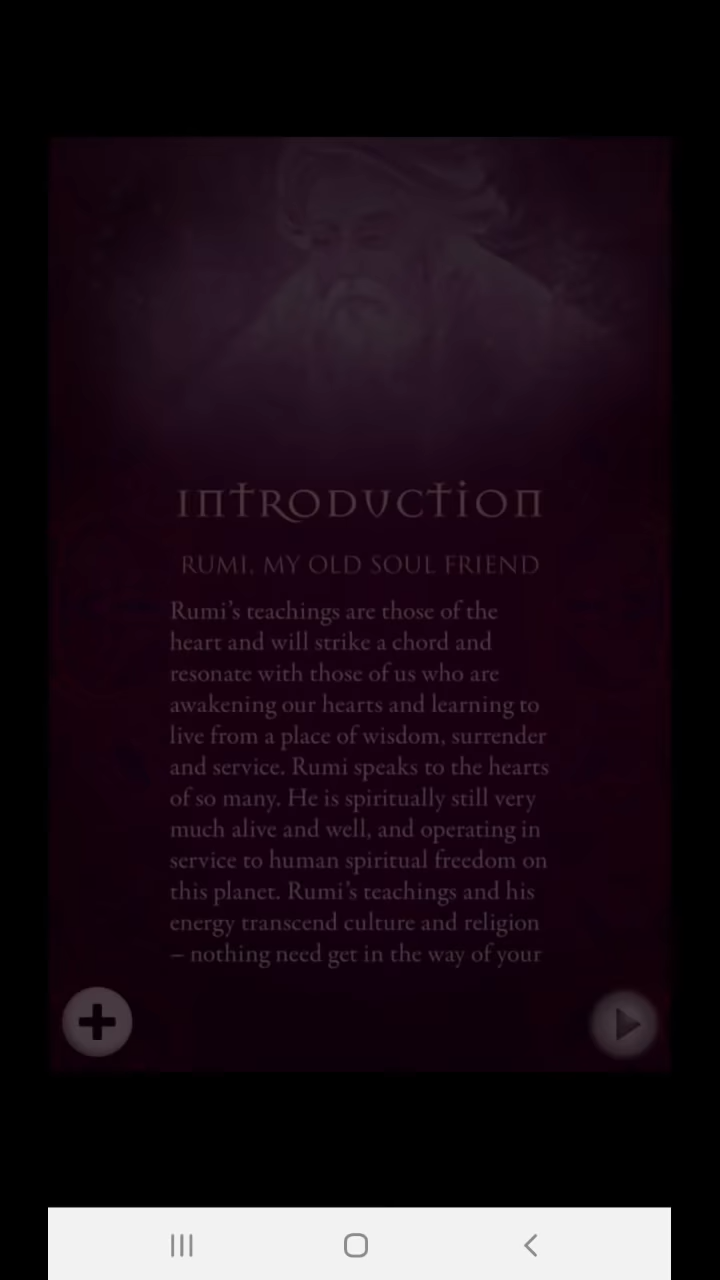 INTRODUCTION
RUMI, MY OLD SOUL FRIEND
Rumi’s teachings are those of the
heart and will strike a chord and
resonate with those of us who are
awakening our hearts and learning to
live from a place of wisdom, surrender
and service. Rumi speaks to the hearts
of so many. He is spiritually still very
much alive and well, and operating in
service to human spiritual freedom on
this planet. Rumi’s teachings and his
energy transcend culture and religion
– nothing need get in the way of your